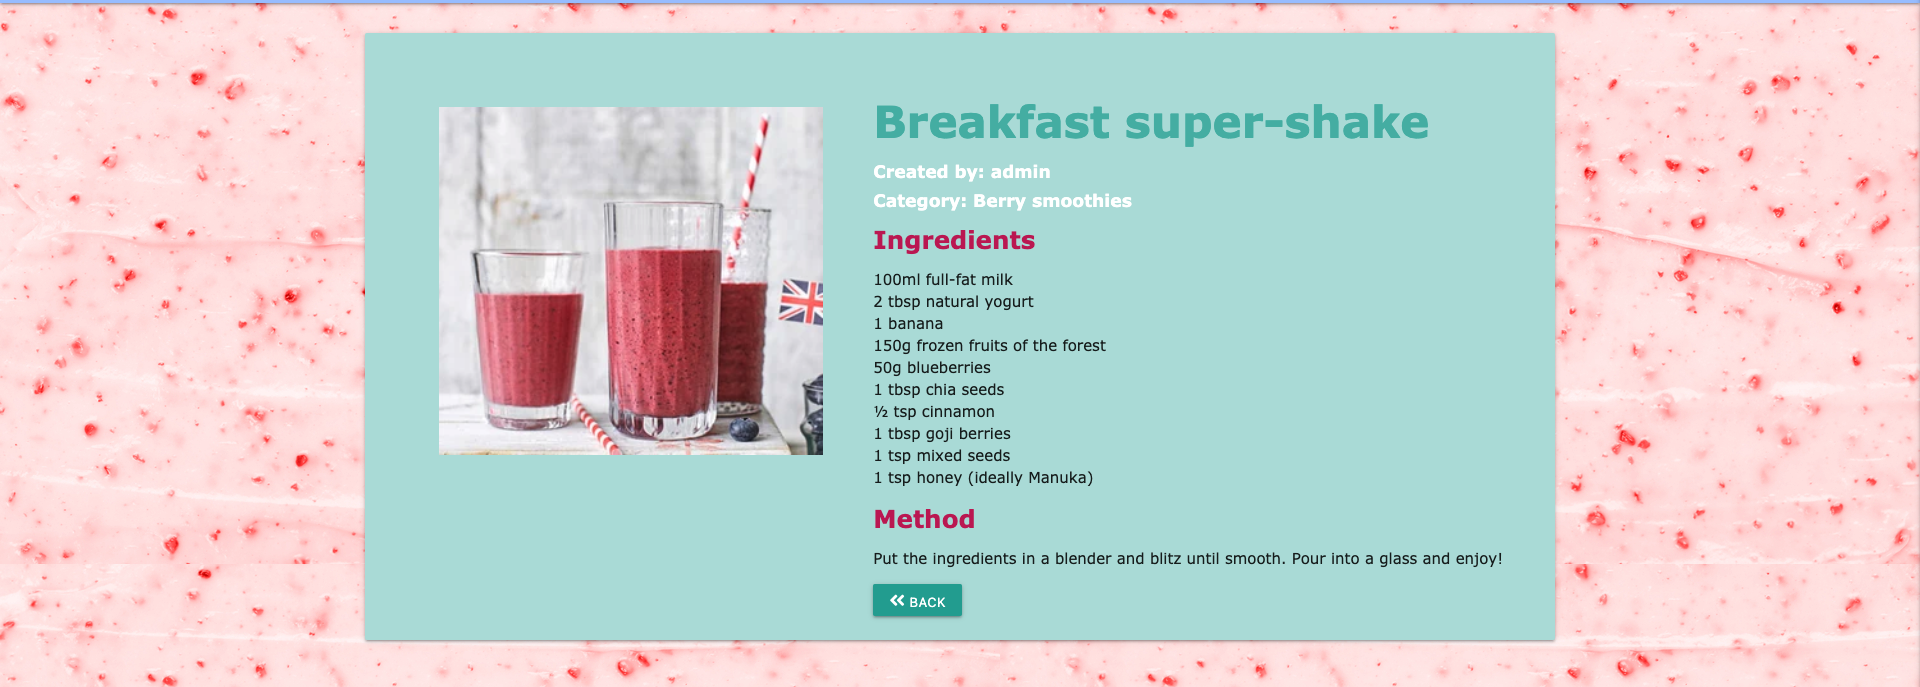 Breakfast super-shake
Created by: admin
Category: Berry smoothies
Ingredients
100ml full-fat milk
2 tbsp natural yogurt
1 banana
150g frozen fruits of the forest
50g blueberries
1 tbsp chia seeds
½ tsp cinnamon
1 tbsp goji berries
1 tsp mixed seeds
1 tsp honey (ideally Manuka)
Method
Put the ingredients in a blender and blitz until smooth. Pour into a glass and enjoy!
BACK